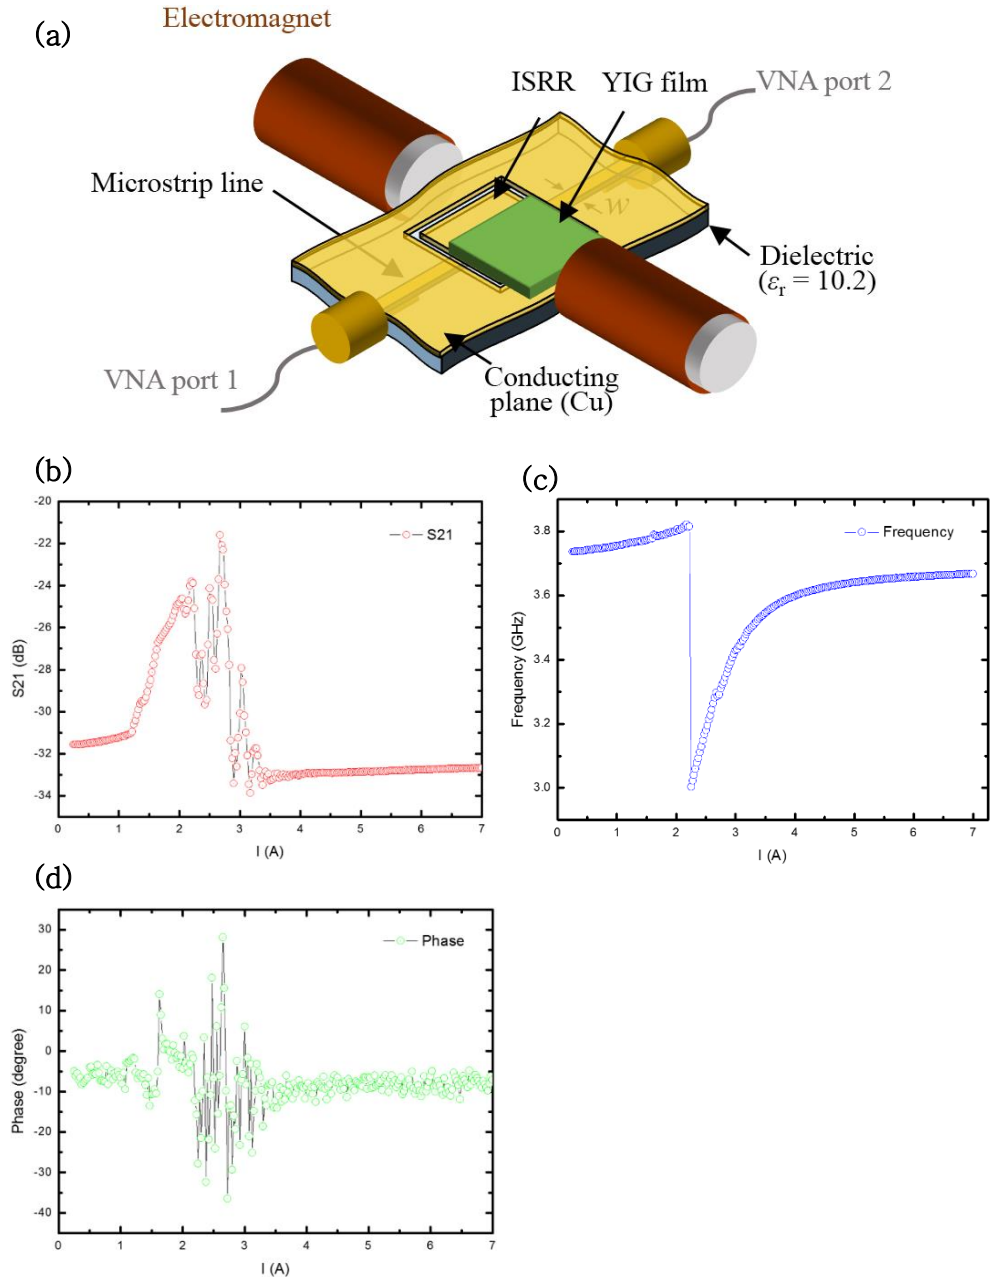 (a)
Electromagnet
ISRR
YIG film
VNA port 2
Microstrip line
w
Dielectric
(εr = 10.2)
VNA port 1
Conducting
plane (Cu)
(b)
-20
-22
-24
-26
-28
-30
-32
-34
S21 (dB)
S21
0 1 2 3 4 5 6 7
I (A)
(c)
3.8
3.6
3.4
3.2
3.0
Frequency (GHz)
Frequency
0 1 2 3 4 5 6 7
I (A)
(d)
30
20
10
0
-10
-20
-30
-40
Phase (degree)
Phase
0 1 2 3 4 5 6 7
I (A)